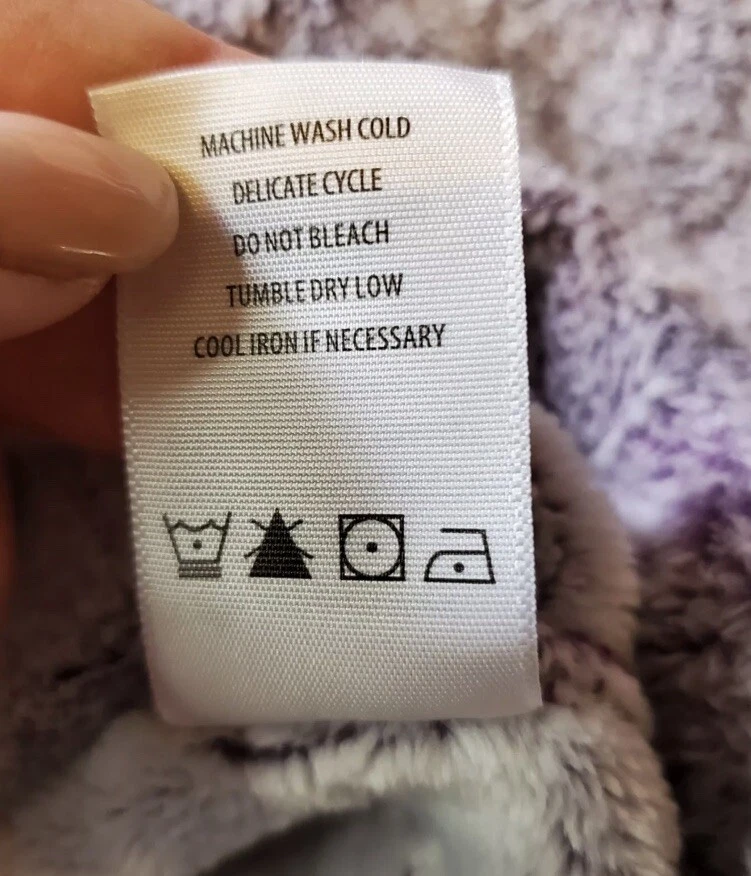 MACHINE WASH COLD
DELICATE CYCLE
DO NOT BLEACH
TUMBLE DRY LOW
COOL IRON IF NECESSARY